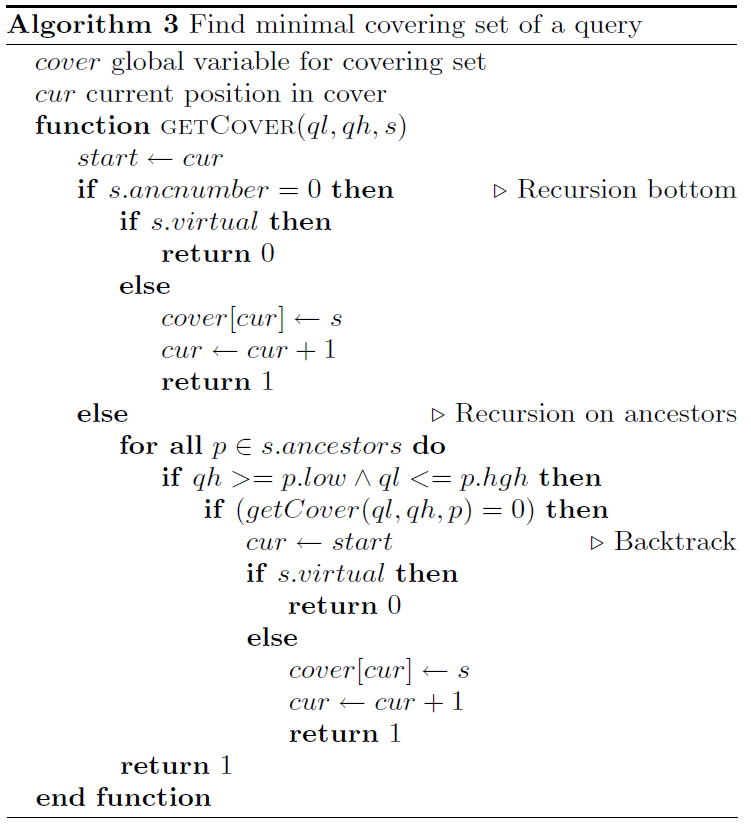 Algorithm 3 Find minimal covering set of a query
cover global variable for covering set
cur current position in cover
function GETCOVER(ql, qh, s)
start ← cur
if s.ancnumber = 0 then ▷ Recursion bottom
if s.virtual then
return 0
else
cover[cur] ← s
cur ← cur + 1
return 1
else ▷ Recursion on ancestors
for all p ∈ s.ancestors do
if qh >= p.low ∧ ql <= p.hgh then
if (getCover(ql, qh, p) = 0) then
cur ← start ▷ Backtrack
if s.virtual then
return 0
else
cover[cur] ← s
cur ← cur + 1
return 1
return 1
end function